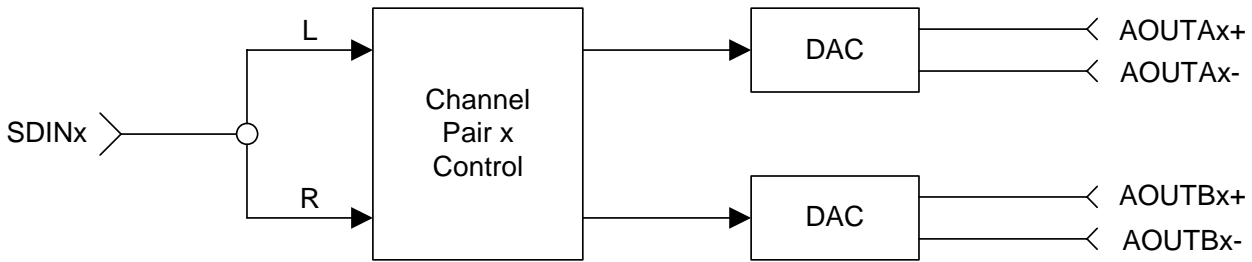 L
DAC
AOUTAx+
AOUTAx-
SDINx
Channel
Pair x
Control
R
DAC
AOUTBx+
AOUTBx-